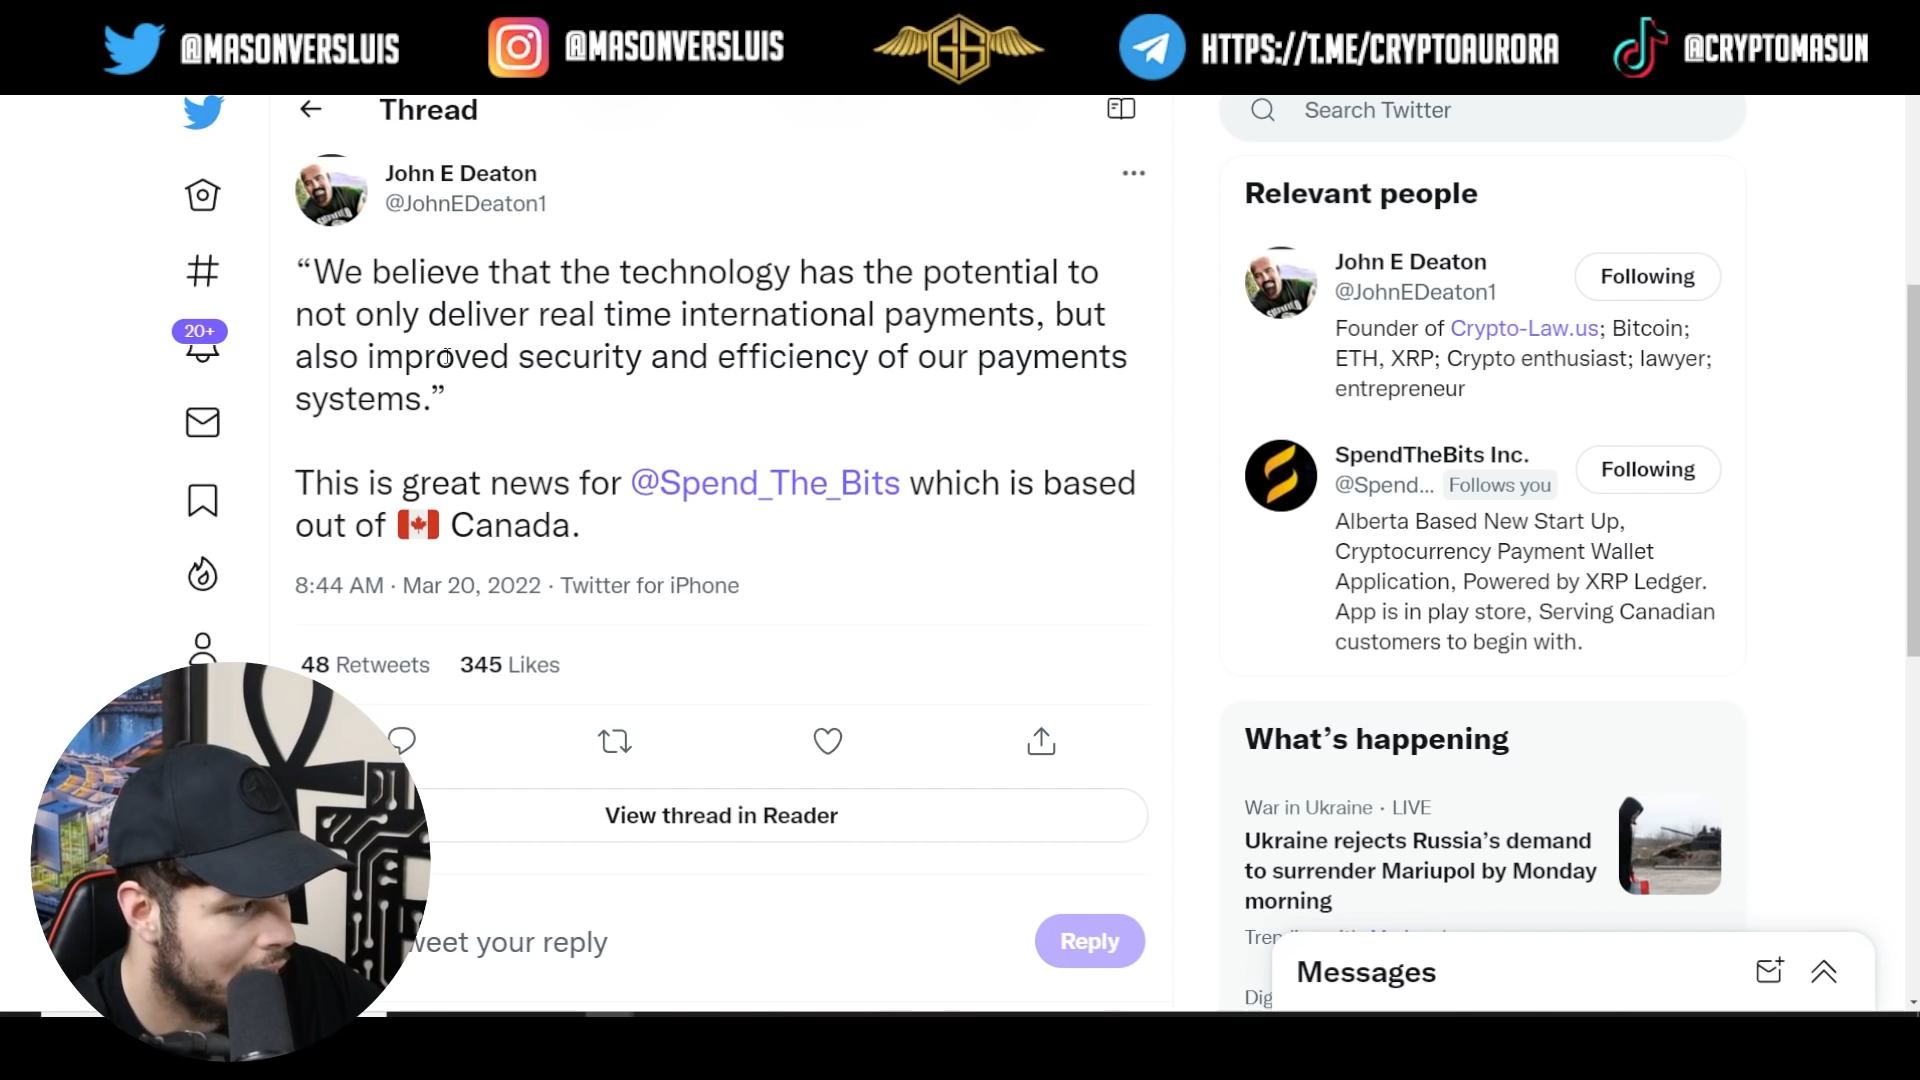 @MASONVERSLUIS
@MASONVERSLUIS
GS
HTTPS://T.ME/CRYPTOAURORA
@CRYPTOMASUN
Thread
Search Twitter
John E Deaton
@JohnEDeaton1
“We believe that the technology has the potential to
not only deliver real time international payments, but
also improved security and efficiency of our payments
systems.”
This is great news for @Spend_The_Bits which is based
out of 🇨🇦 Canada.
8:44 AM · Mar 20, 2022 · Twitter for iPhone
48 Retweets 345 Likes
View thread in Reader
weet your reply
Reply
20+
Relevant people
John E Deaton
@JohnEDeaton1
Following
Founder of Crypto-Law.us; Bitcoin;
ETH, XRP; Crypto enthusiast; lawyer;
entrepreneur
SpendTheBits Inc.
@Spend... Follows you
Following
Alberta Based New Start Up,
Cryptocurrency Payment Wallet
Application, Powered by XRP Ledger.
App is in play store, Serving Canadian
customers to begin with.
What’s happening
War in Ukraine · LIVE
Ukraine rejects Russia’s demand
to surrender Mariupol by Monday
morning
Messages